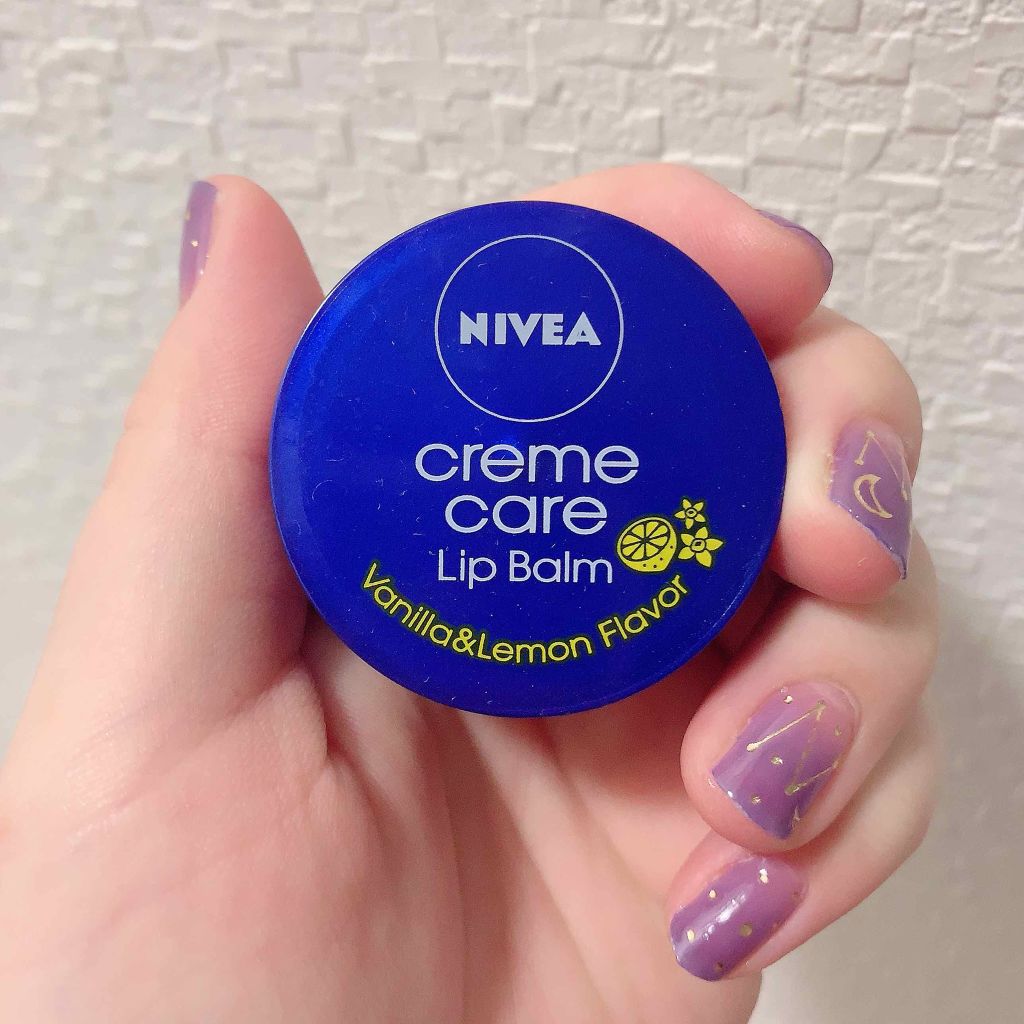 NIVEA
creme
care
Lip Balm
Vanilla&Lemon Flavor